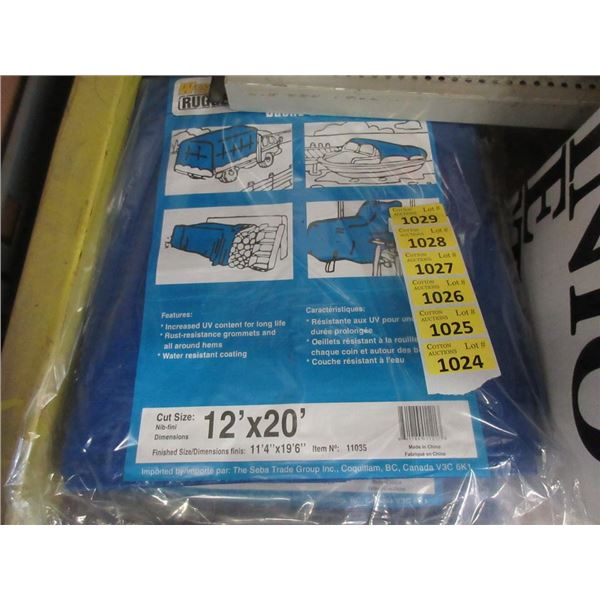 RUGG
COTTON AUCTIONS Lot # 1029
COTTON AUCTIONS Lot # 1028
COTTON AUCTIONS Lot # 1027
COTTON AUCTIONS Lot # 1026
COTTON AUCTIONS Lot # 1025
COTTON AUCTIONS Lot # 1024
Features:
• Increased UV content for long life
• Rust-resistance grommets and
all around hems
• Water resistant coating
Caractéristiques:
• Résistante aux UV pour une
durée prolongée
• Oeillets résistant à la rouille
chaque coin et autour des
• Couche résistant à l'eau
Cut Size: 12'x20'
Nib-fini
Dimensions
Finished Size/Dimensions finis: 11'4"x19'6" Item Nº: 11035
Made in China
Fabriqué en China
Imported by/importe par: The Seba Trade Group Inc., Coquitlam, BC, Canada V3C 6K1